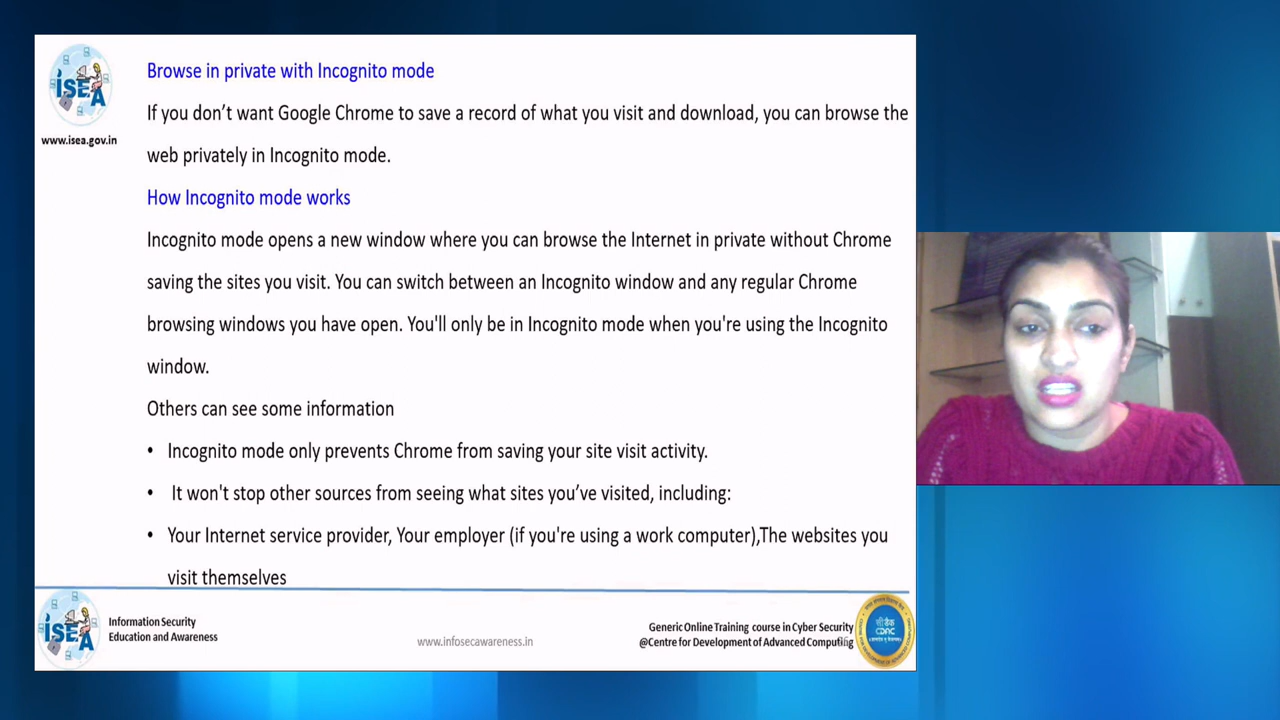 ISEA
www.isea.gov.in
Browse in private with Incognito mode
If you don’t want Google Chrome to save a record of what you visit and download, you can browse the
web privately in Incognito mode.
How Incognito mode works
Incognito mode opens a new window where you can browse the Internet in private without Chrome
saving the sites you visit. You can switch between an Incognito window and any regular Chrome
browsing windows you have open. You'll only be in Incognito mode when you're using the Incognito
window.
Others can see some information
• Incognito mode only prevents Chrome from saving your site visit activity.
• It won't stop other sources from seeing what sites you’ve visited, including:
• Your Internet service provider, Your employer (if you're using a work computer),The websites you
visit themselves
ISEA
Information Security
Education and Awareness
www.infosecawareness.in
Generic Online Training course in Cyber Security
@Centre for Development of Advanced Computing
सी डैक
CDAC